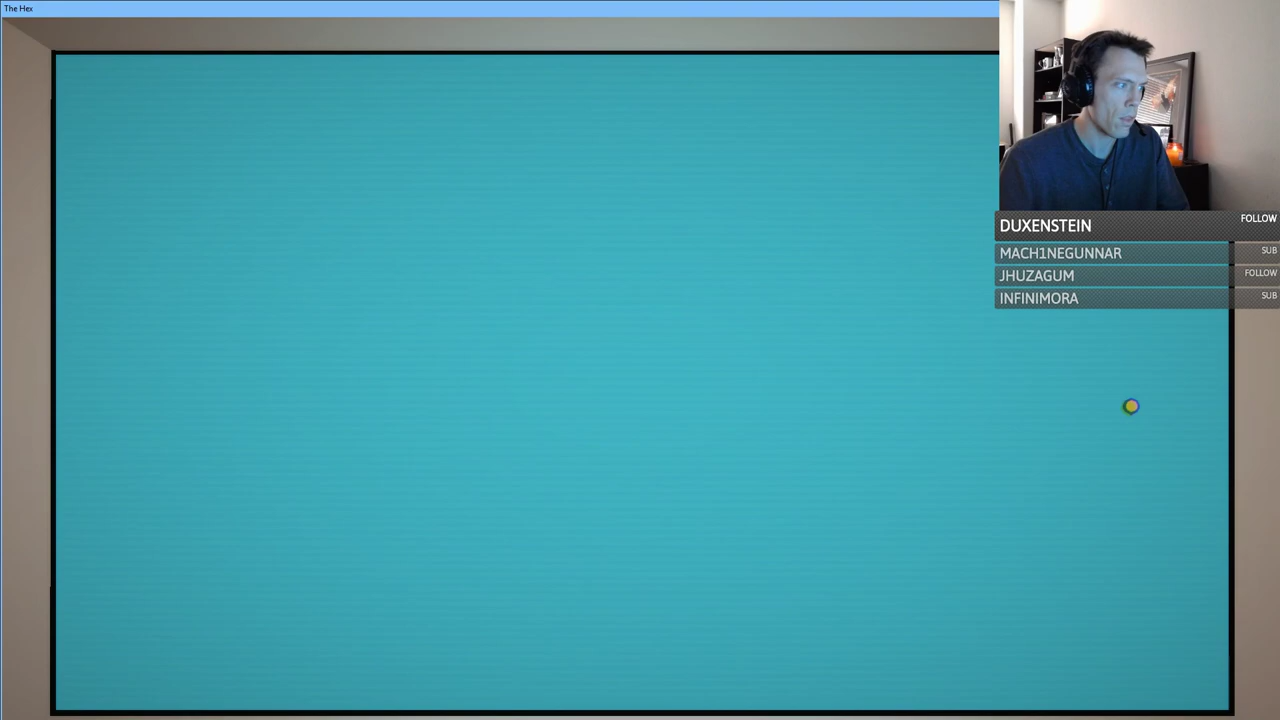 The Hex
DUXENSTEIN FOLLOW
MACH1NEGUNNAR SUB
JHUZAGUM FOLLOW
INFINIMORA SUB